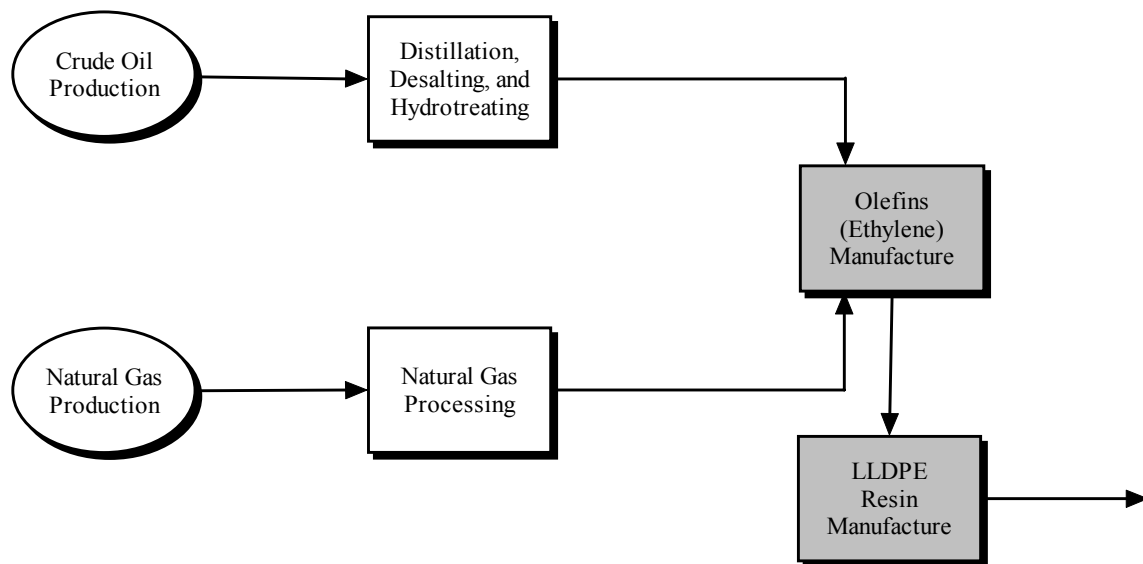 Crude Oil
Production
Distillation,
Desalting, and
Hydrotreating
Olefins
(Ethylene)
Manufacture
Natural Gas
Production
Natural Gas
Processing
LLDPE
Resin
Manufacture